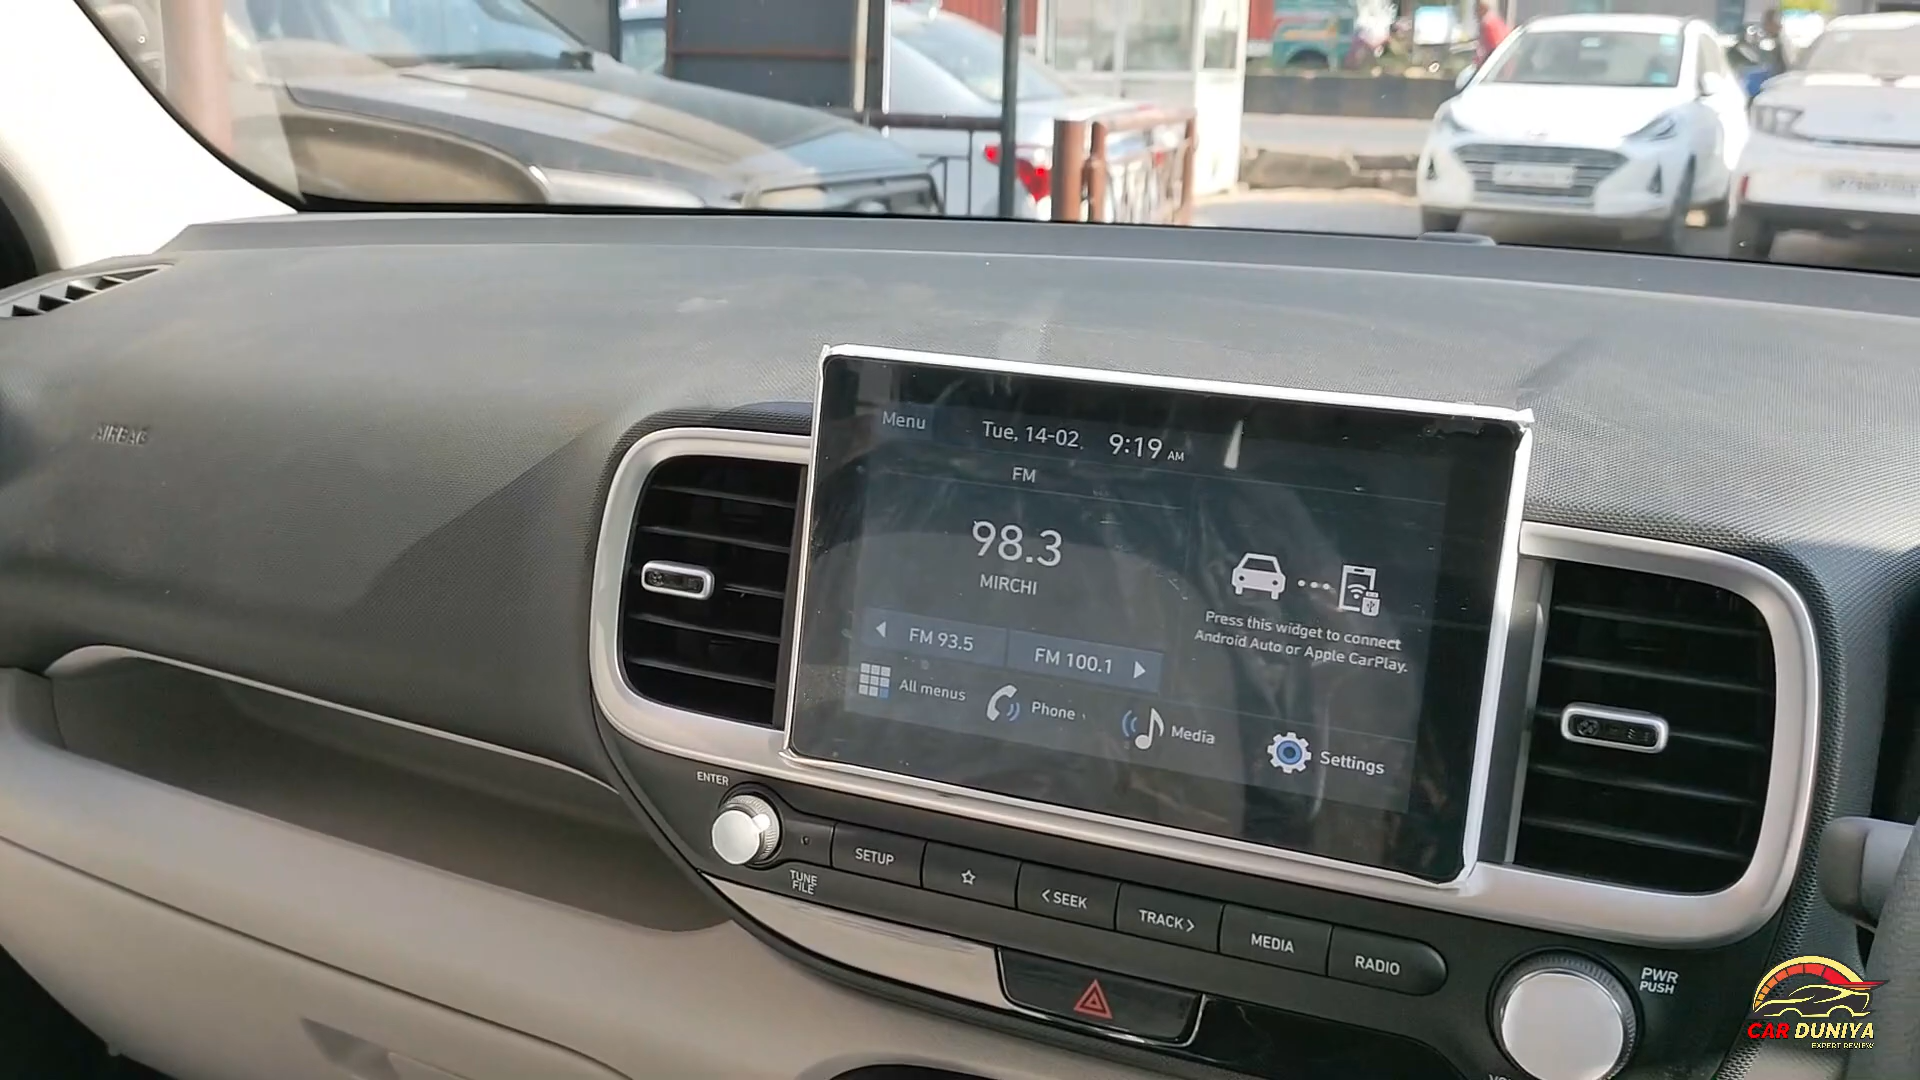 AIRBAG
Menu
Tue, 14-02
9:19 AM
FM
98.3
MIRCHI
FM 93.5
FM 100.1
Press this widget to connect
Android Auto or Apple CarPlay.
All menus
Phone
Media
Settings
ENTER
TUNE
FILE
SETUP
SEEK
TRACK
MEDIA
RADIO
PWR
PUSH
CAR DUNIYA
EXPERT REVIEW